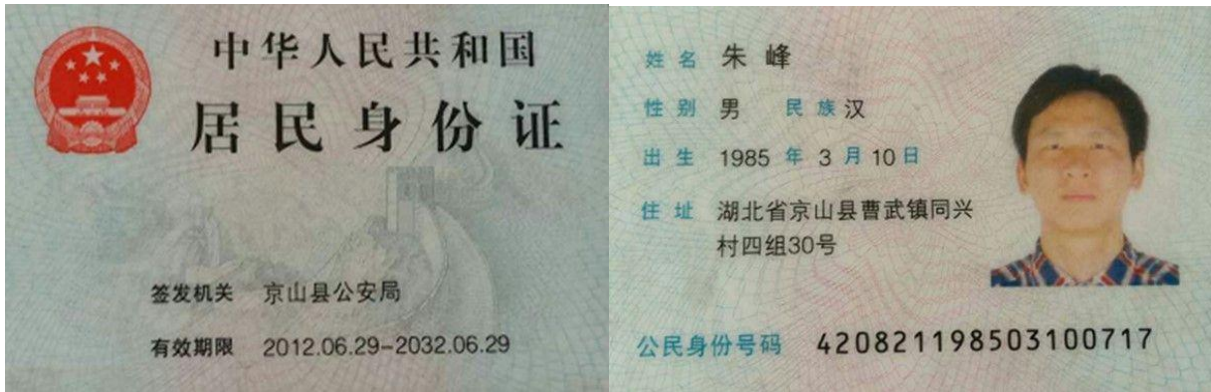 中华人民共和国
居民身份证
签发机关 京山县公安局
有效期限 2012.06.29-2032.06.29
姓名 朱峰
性别 男 民族 汉
出生 1985 年 3 月 10 日
住址 湖北省京山县曹武镇同兴
村四组30号
公民身份号码 420821198503100717